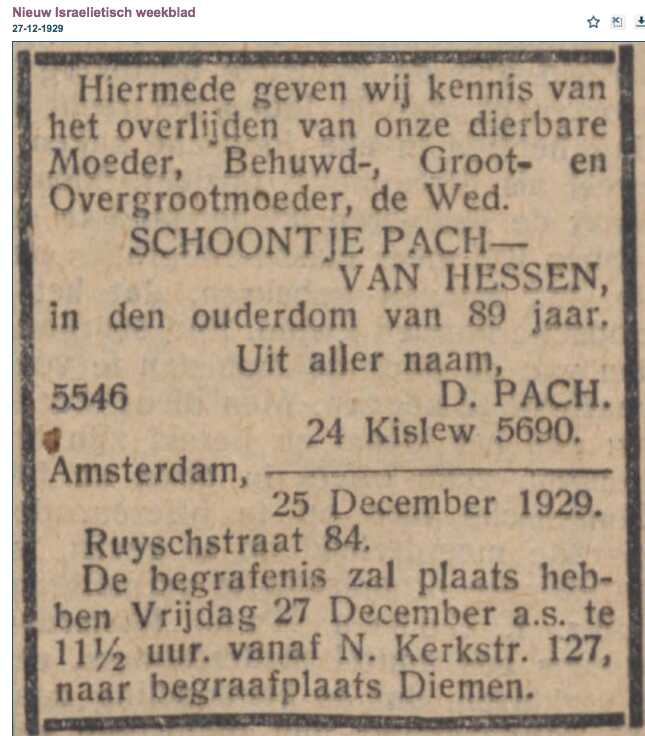 Nieuw Israelietisch weekblad
27-12-1929
Hiermede geven wij kennis van
het overlijden van onze dierbare
Moeder, Behuwd-, Groot- en
Overgrootmoeder, de Wed.
SCHOONTJE PACH—
VAN HESSEN,
in den ouderdom van 89 jaar.
Uit aller naam,
5546 D. PACH.
24 Kislew 5690.
Amsterdam,
25 December 1929.
Ruyschstraat 84.
De begrafenis zal plaats heb-
ben Vrijdag 27 December a.s. te
11½ uur. vanaf N. Kerkstr. 127,
naar begraafplaats Diemen.